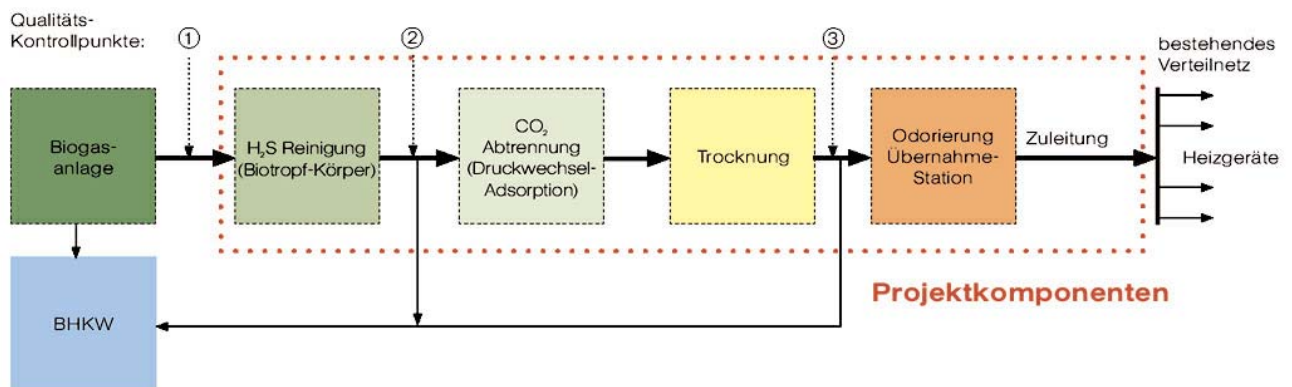 Qualitäts-
Kontrollpunkte:
①
②
③
bestehendes
Verteilnetz
Biogas-
anlage
H₂S Reinigung
(Biotropf-Körper)
CO₂
Abtrennung
(Druckwechsel-
Adsorption)
Trocknung
Odorierung
Übernahme-
Station
Zuleitung
Heizgeräte
Projektkomponenten
BHKW